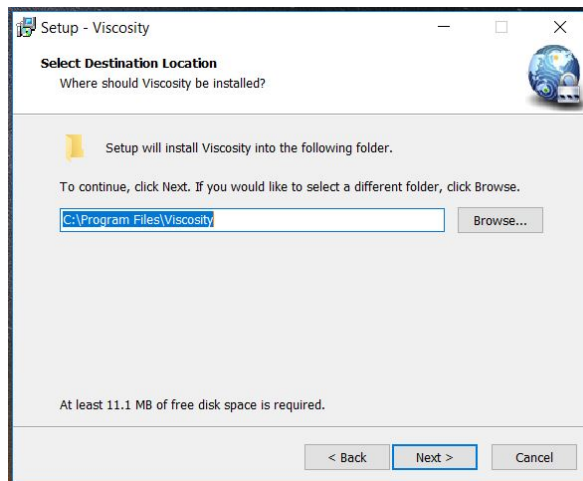 Setup - Viscosity
Select Destination Location
Where should Viscosity be installed?
Setup will install Viscosity into the following folder.
To continue, click Next. If you would like to select a different folder, click Browse.
C:\Program Files\Viscosity
Browse...
At least 11.1 MB of free disk space is required.
< Back
Next >
Cancel